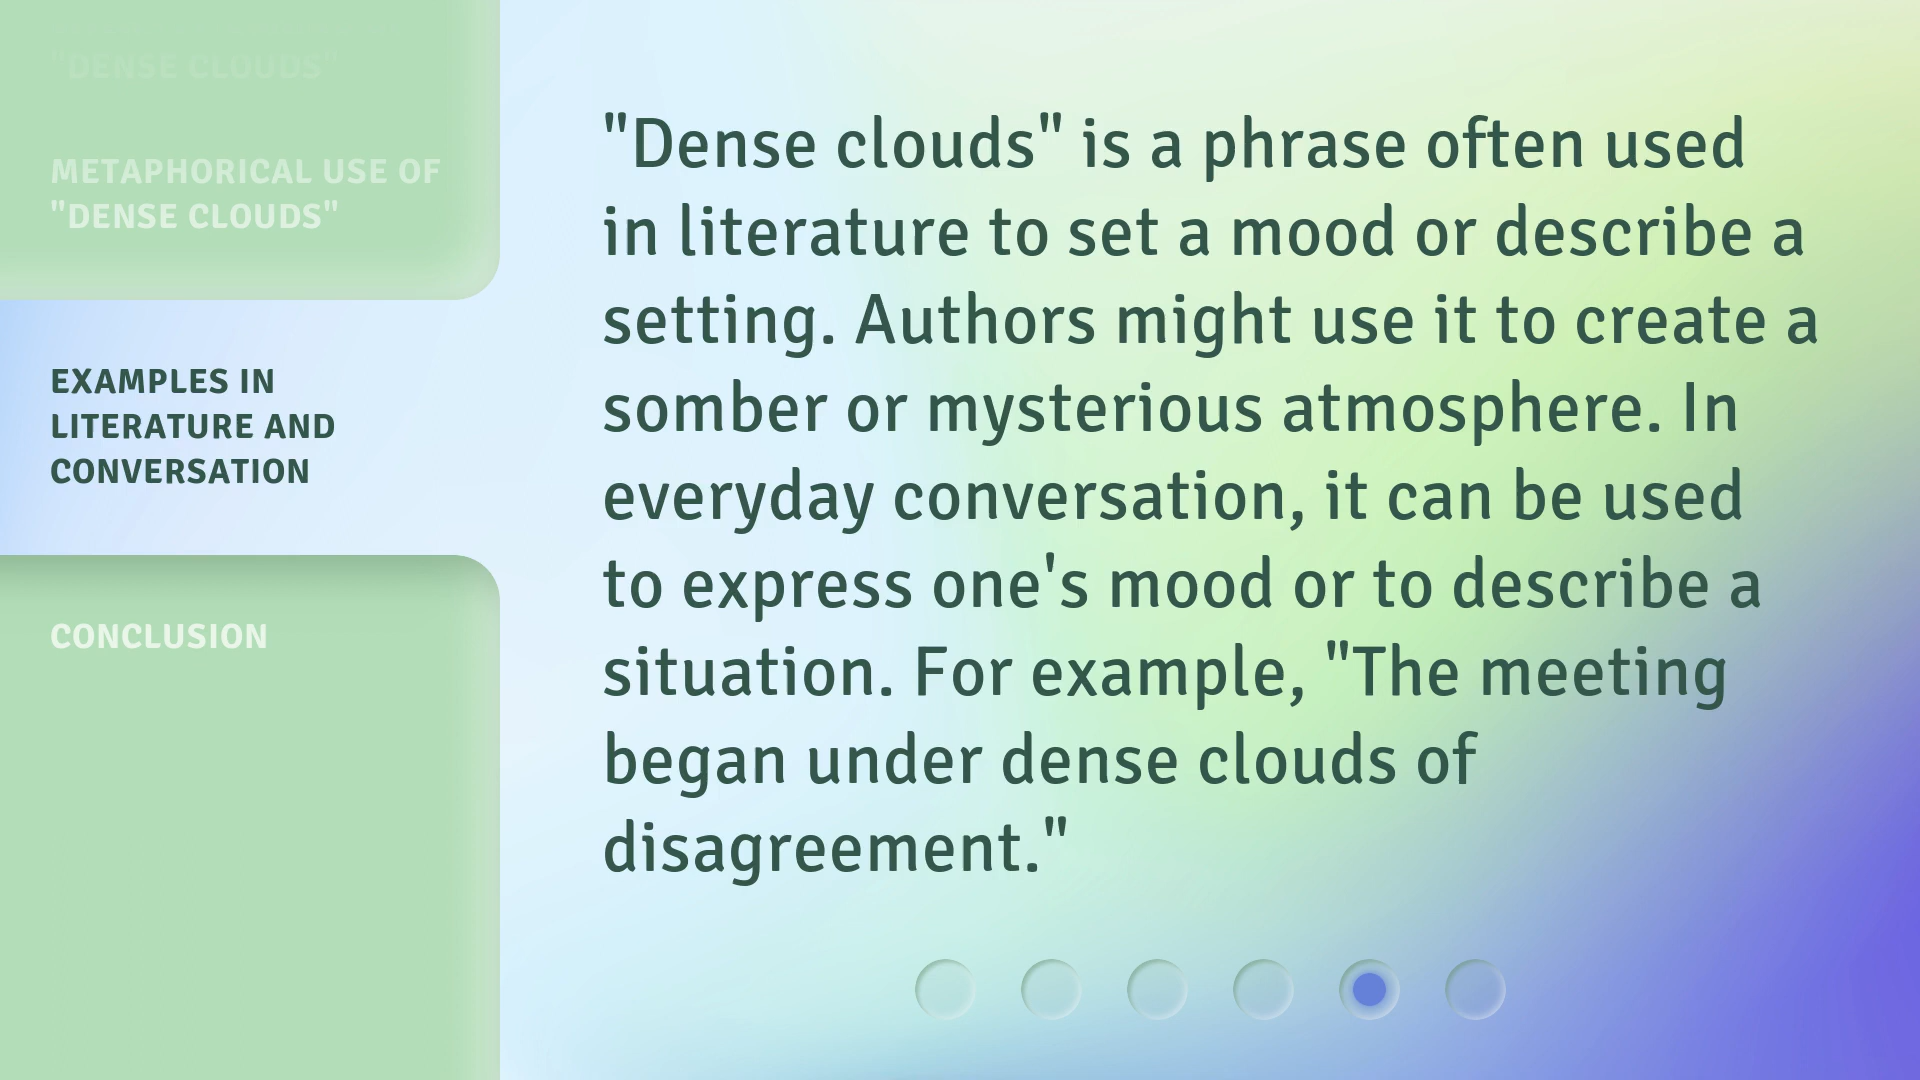 "DENSE CLOUDS"
METAPHORICAL USE OF
"DENSE CLOUDS"
EXAMPLES IN
LITERATURE AND
CONVERSATION
CONCLUSION
"Dense clouds" is a phrase often used
in literature to set a mood or describe a
setting. Authors might use it to create a
somber or mysterious atmosphere. In
everyday conversation, it can be used
to express one's mood or to describe a
situation. For example, "The meeting
began under dense clouds of
disagreement."